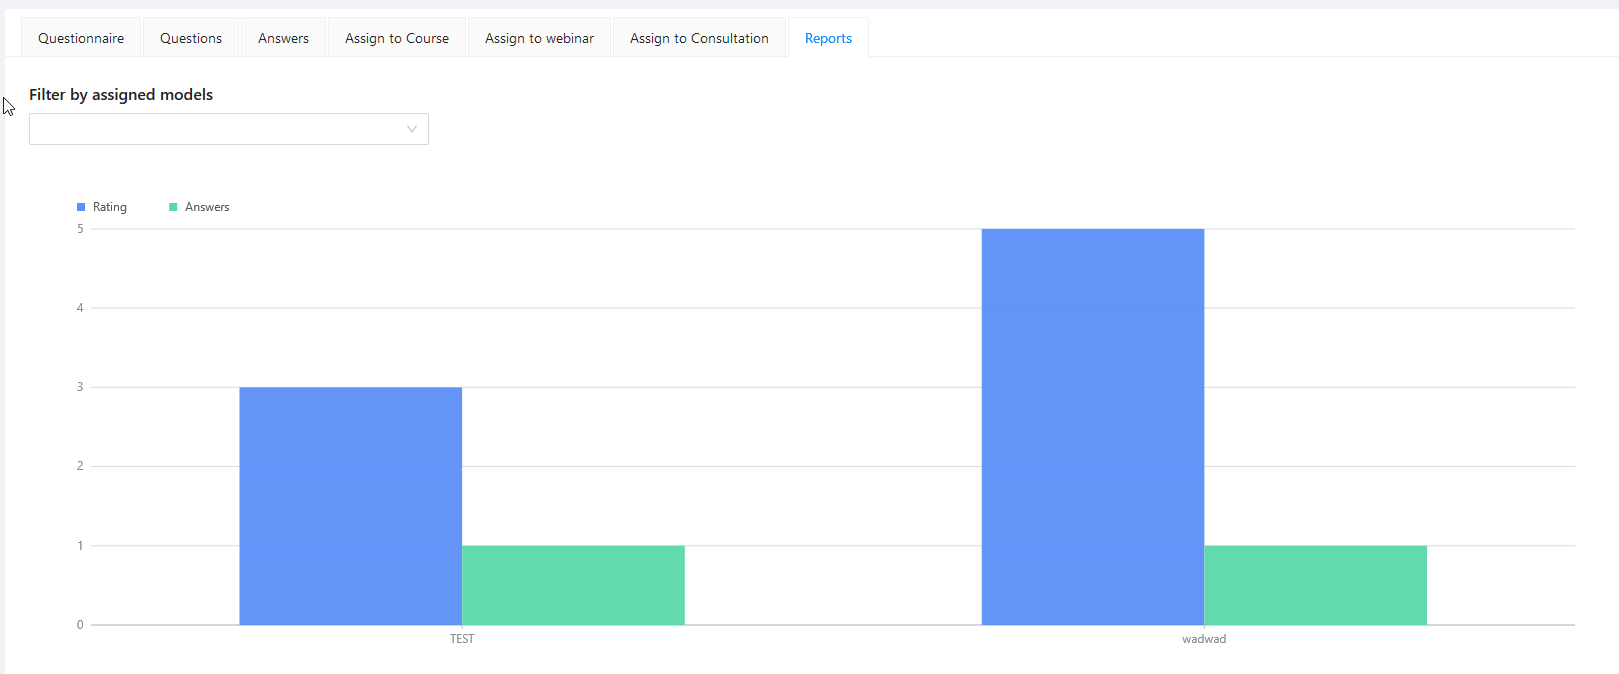 Questionnaire Questions Answers Assign to Course Assign to webinar Assign to Consultation Reports
Filter by assigned models
Rating Answers
5
4
3
2
1
0
TEST wadwad